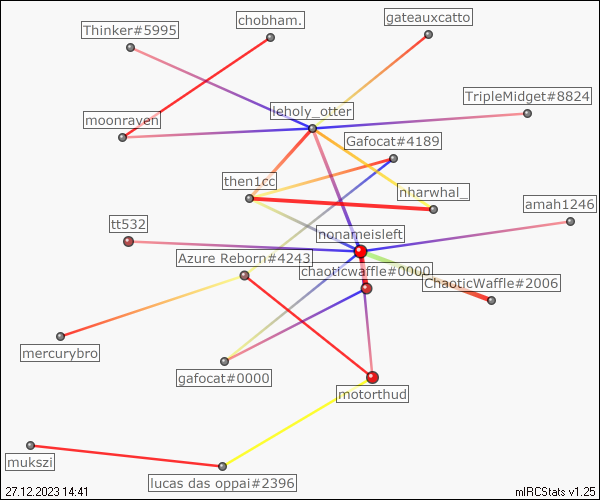 chobham.
gateauxcatto
Thinker#5995
TripleMidget#8824
leholy_otter
moonraven
Gafocat#4189
then1cc
nharwhal_
amah1246
tt532
nonameisleft
Azure Reborn#4243
chaoticwaffle#0000
ChaoticWaffle#2006
mercurybro
gafocat#0000
motorthud
mukszi
lucas das oppai#2396
27.12.2023 14:41
mIRCStats v1.25